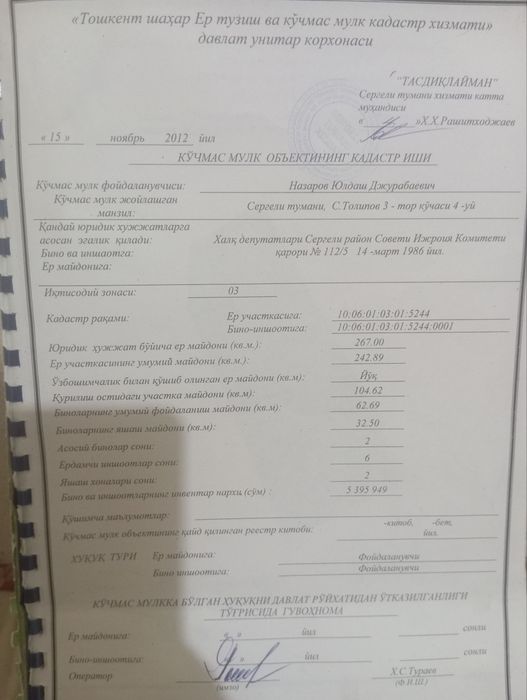 «Тошкент шаҳар Ер тузиш ва кўчмас мулк кадастр хизмати»
давлат унитар корхонаси
"ТАСДИҚЛАЙМАН"
Сергели тумани хизмати катта
муҳандиси
« »Х.Х.Рашитходжаев
« 15 » ноябрь 2012 йил
КЎЧМАС МУЛК ОБЪЕКТИНИНГ КАДАСТР ИШИ
Кўчмас мулк фойдаланувчиси: Назаров Юлдаш Джурабаевич
Кўчмас мулк жойлашган
манзил: Сергели тумани, С.Толипов 3 - тор кўчаси 4 -уй
Қандай юридик хужжатларга
асосан эгалик қилади: Халқ депутатлари Сергели район Совети Ижроия Комитети
Бино ва иншаотга: қарори № 112/5 14 -март 1986 йил.
Ер майдонига:
Иқтисодий зонаси: 03
Кадастр рақами: Ер участкасига: 10:06:01:03:01:5244
Бино-иншоотига: 10:06:01:03:01:5244:0001
Юридик хужжат бўйича ер майдони (кв.м.): 267.00
Ер участкасининг умумий майдони (кв.м.): 242.89
Ўзбошимчалик билан қўшиб олинган ер майдони (кв.м): Йўқ
Қурилиш остидаги участка майдони (кв.м): 104.62
Биноларнинг умумий фойдаланиш майдони (кв.м): 62.69
Биноларнинг яшаш майдони (кв.м): 32.50
Асосий бинолар сони: 2
Ёрдамчи иншоотлар сони: 6
Яшаш хоналари сони: 2
Бино ва иншоотларнинг инвентар нархи (сўм) : 5 395 949
Қўшимча маълумотлар:
Кўчмас мулк объектининг қайд қилинган реестр китоби: -китоб, -бет, йил.
ХУҚУҚ ТУРИ Ер майдонига: Фойдаланувчи
Бино иншоотига: Фойдаланувчи
КЎЧМАС МУЛККА БЎЛГАН ҲУҚУҚНИ ДАВЛАТ РЎЙХАТИДАН ЎТКАЗИЛГАНЛИГИ
ТЎҒРИСИДА ГУВОҲНОМА
Ер майдонига: « » йил сонли
Бино-иншоотига: « » йил сонли
Оператор Х.С.Тураев
(имзо) (Ф.И.Ш.)